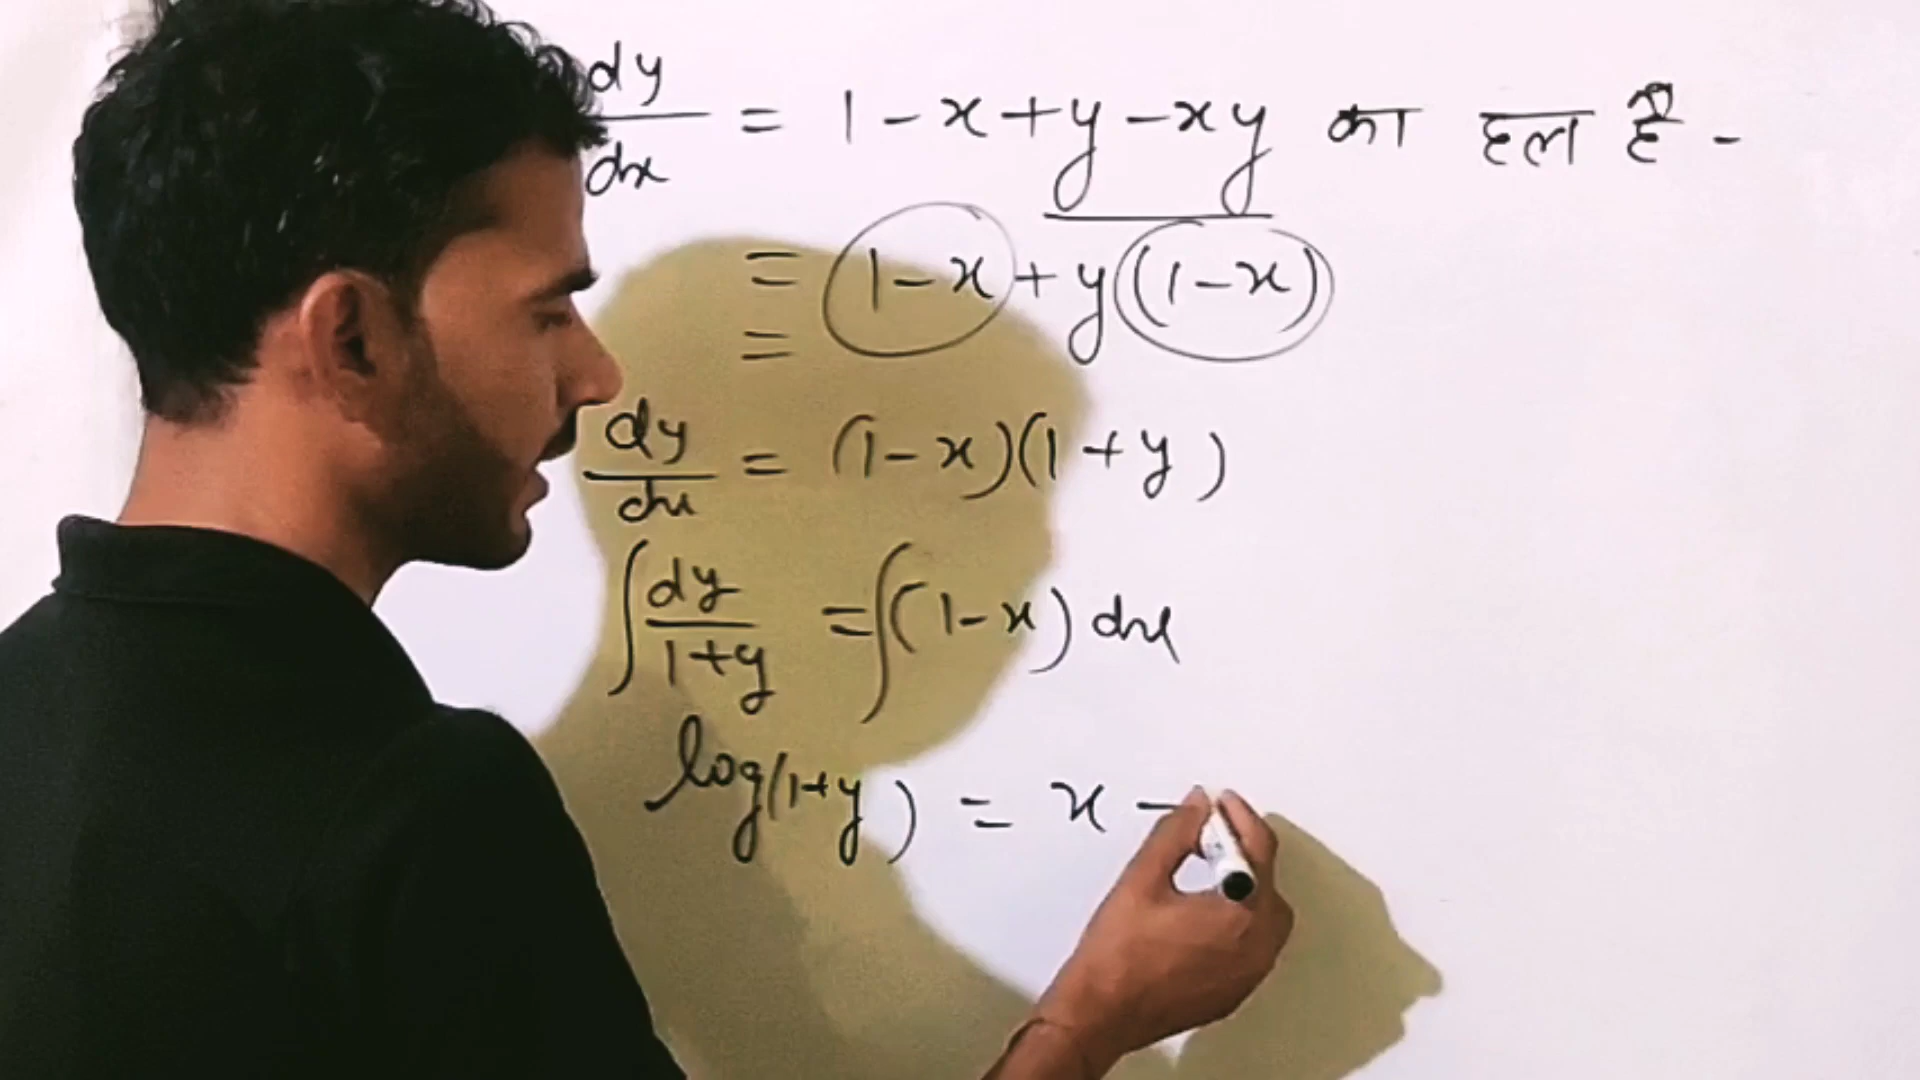 dy/dx = 1 - x + y - xy का हल है -
= 1 - x + y (1 - x)
=
dy/dx = (1 - x)(1 + y)
∫ dy/1+y = ∫ (1 - x) dx
log(1+y) = x -